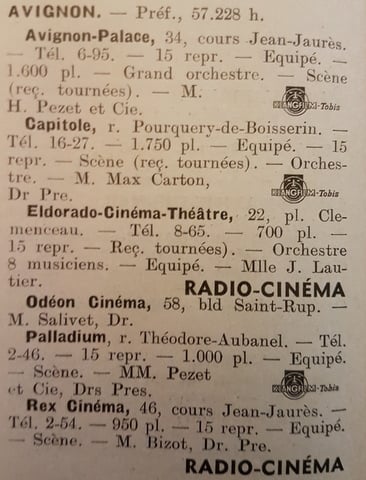 AVIGNON. — Préf., 57.228 h.
Avignon-Palace, 34, cours Jean-Jaurès.
— Tél. 6-95. — 15 repr. — Equipé. —
1.600 pl. — Grand orchestre. — Scène
(reç. tournées). — M.
H. Pezet et Cie. KLANGFILM-Tobis
Capitole, r. Pourquery-de-Boisserin. —
Tél. 16-27. — 1.750 pl. — Equipé. — 15
repr. — Scène (reç. tournées). — Orches-
tre. — M. Max Carton,
Dr Pre. KLANGFILM-Tobis
Eldorado-Cinéma-Théâtre, 22, pl. Cle-
menceau. — Tél. 8-65. — 700 pl. —
15 repr. — Reç. tournées). — Orchestre
8 musiciens. — Equipé. — Mlle J. Lau-
tier. RADIO-CINÉMA
Odéon Cinéma, 58, bld Saint-Rup. —
M. Salivet, Dr.
Palladium, r. Théodore-Aubanel. — Tél.
2-46. — 15 repr. — 1.000 pl. — Equipé.
— Scène. — MM. Pezet
et Cie, Drs Pres. KLANGFILM-Tobis
Rex Cinéma, 46, cours Jean-Jaurès. —
Tél. 2-54. — 950 pl. — 15 repr. — Equipé.
— Scène. — M. Bizot, Dr. Pre.
RADIO-CINÉMA